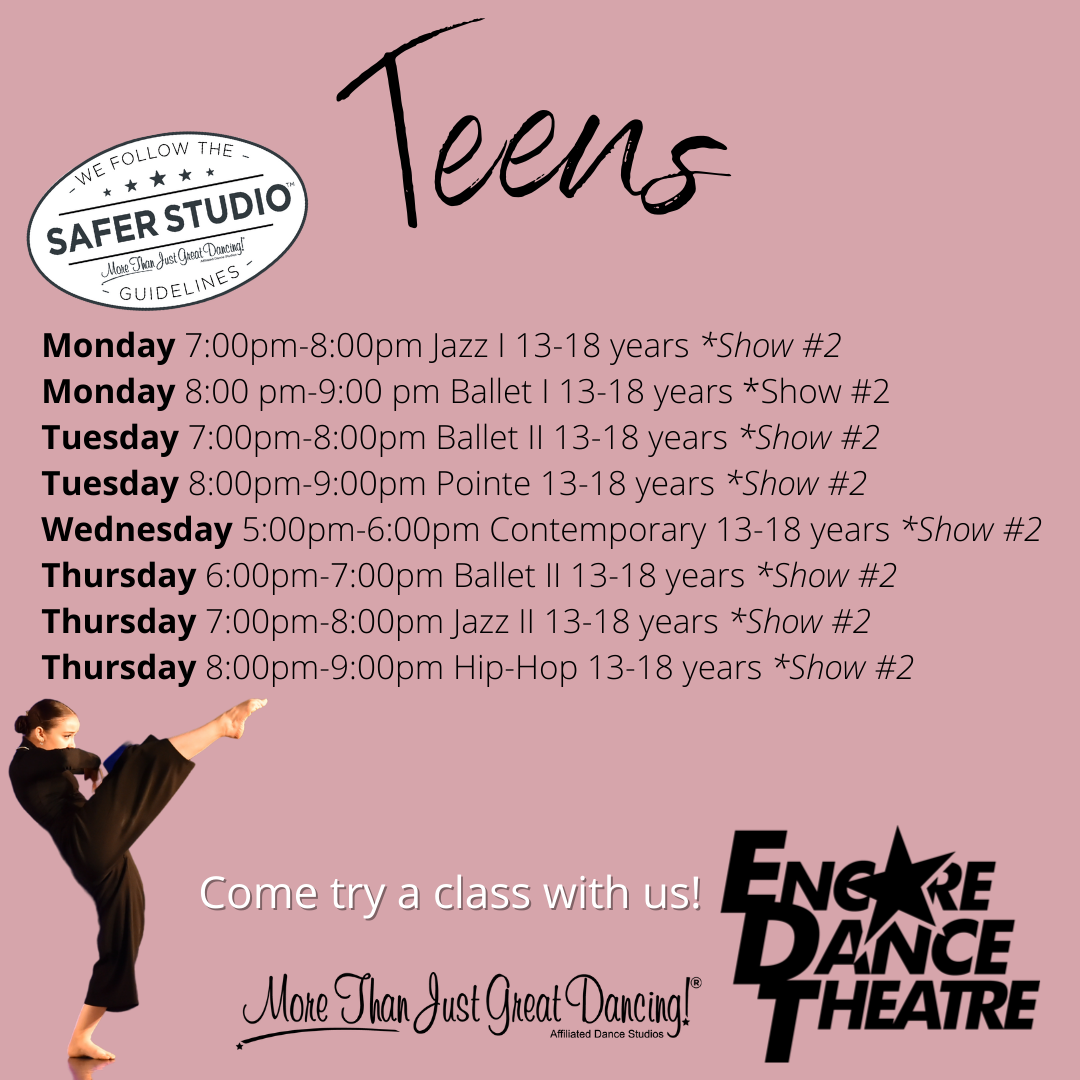 Teens
- WE FOLLOW THE -
SAFER STUDIO™
More Than Just Great Dancing!
Affiliated Dance Studios
- GUIDELINES -
Monday 7:00pm-8:00pm Jazz I 13-18 years *Show #2
Monday 8:00 pm-9:00 pm Ballet I 13-18 years *Show #2
Tuesday 7:00pm-8:00pm Ballet II 13-18 years *Show #2
Tuesday 8:00pm-9:00pm Pointe 13-18 years *Show #2
Wednesday 5:00pm-6:00pm Contemporary 13-18 years *Show #2
Thursday 6:00pm-7:00pm Ballet II 13-18 years *Show #2
Thursday 7:00pm-8:00pm Jazz II 13-18 years *Show #2
Thursday 8:00pm-9:00pm Hip-Hop 13-18 years *Show #2
Come try a class with us!
ENCORE
DANCE
THEATRE
More Than Just Great Dancing!®
Affiliated Dance Studios